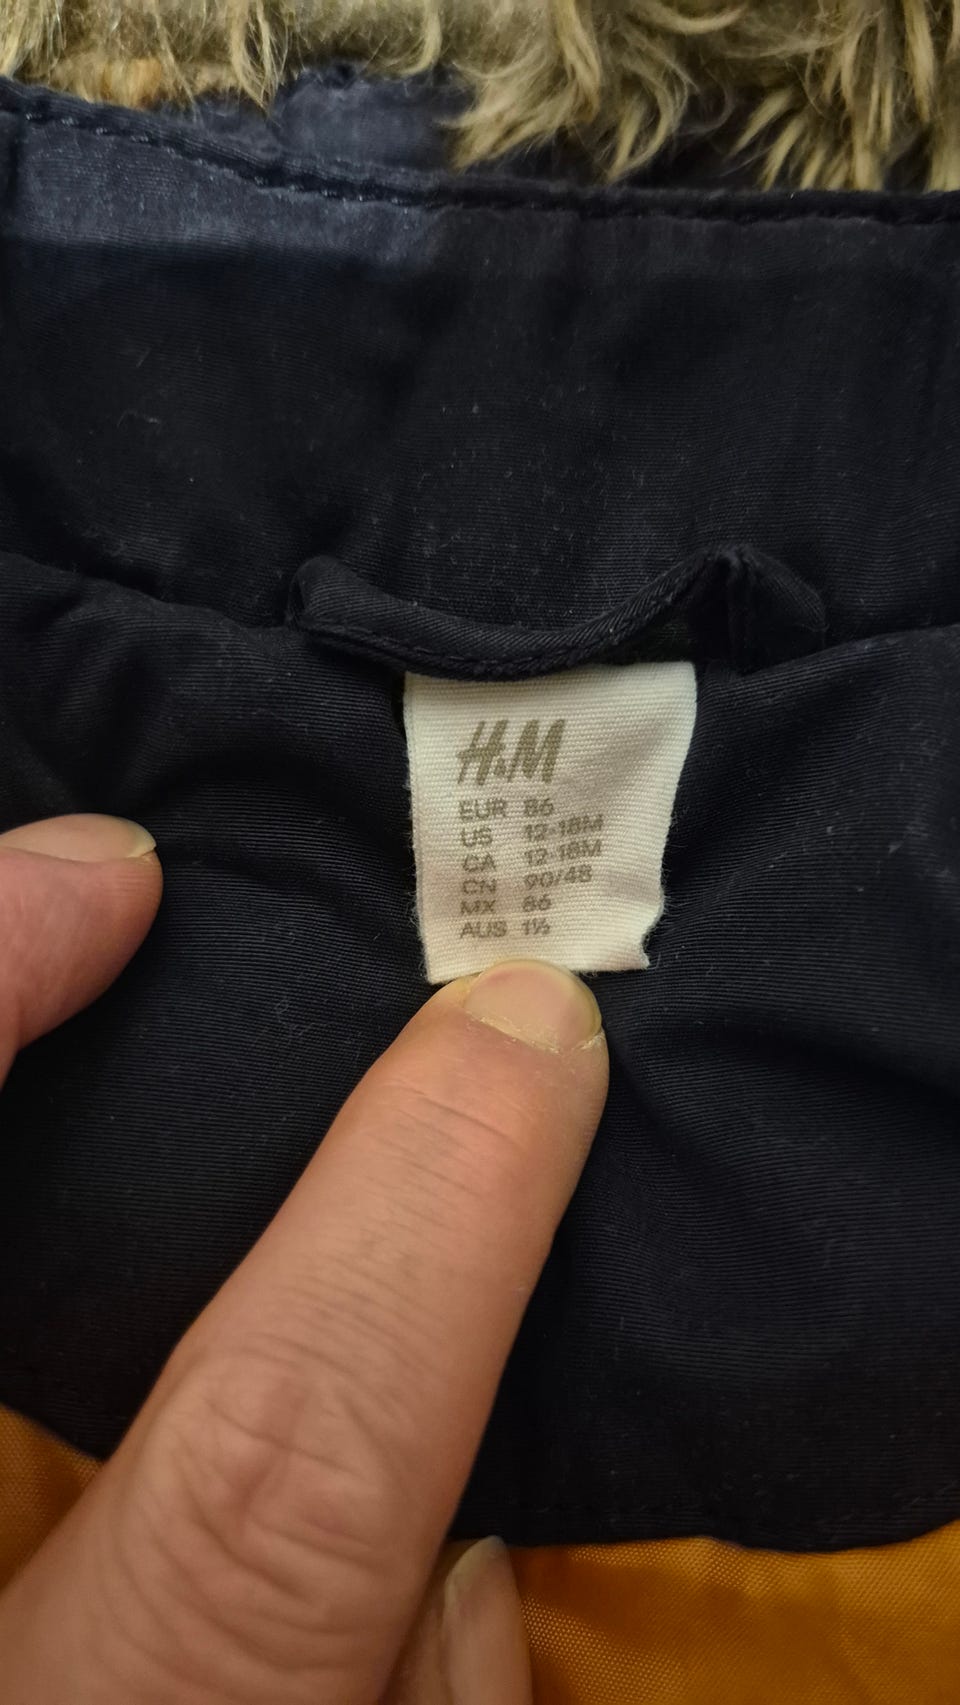 H&M
EUR 86
US 12-18M
CA 12-18M
CN 90/48
MX 86
AUS 1½